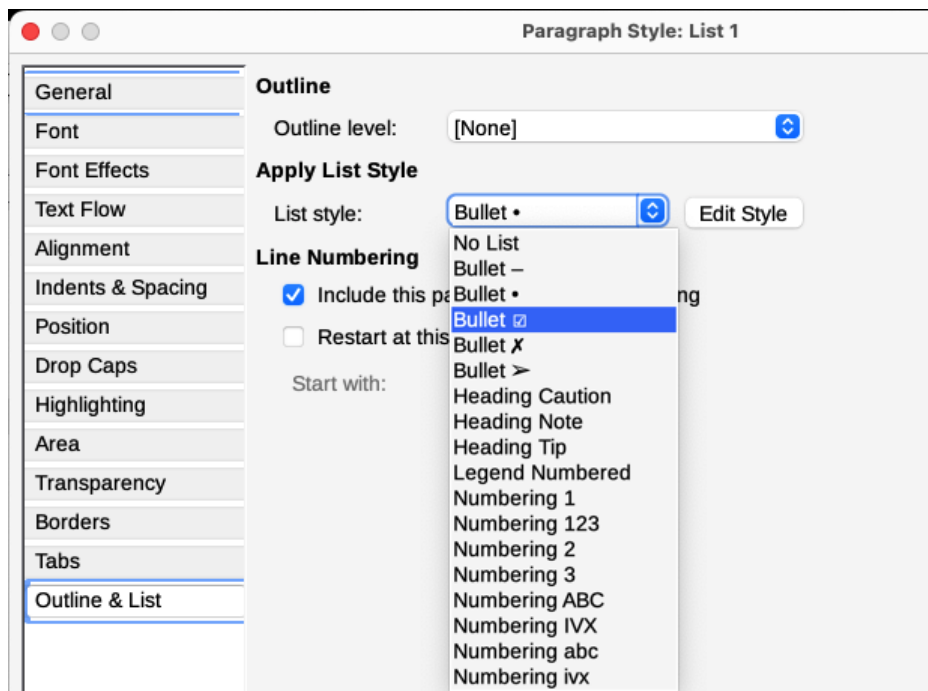 Paragraph Style: List 1
General
Font
Font Effects
Text Flow
Alignment
Indents & Spacing
Position
Drop Caps
Highlighting
Area
Transparency
Borders
Tabs
Outline & List
Outline
Outline level: [None]
Apply List Style
List style: Bullet • Edit Style
Line Numbering
Include this pa ng
Restart at this
Start with:
No List
Bullet –
Bullet •
Bullet ☑
Bullet ✗
Bullet ➢
Heading Caution
Heading Note
Heading Tip
Legend Numbered
Numbering 1
Numbering 123
Numbering 2
Numbering 3
Numbering ABC
Numbering IVX
Numbering abc
Numbering ivx